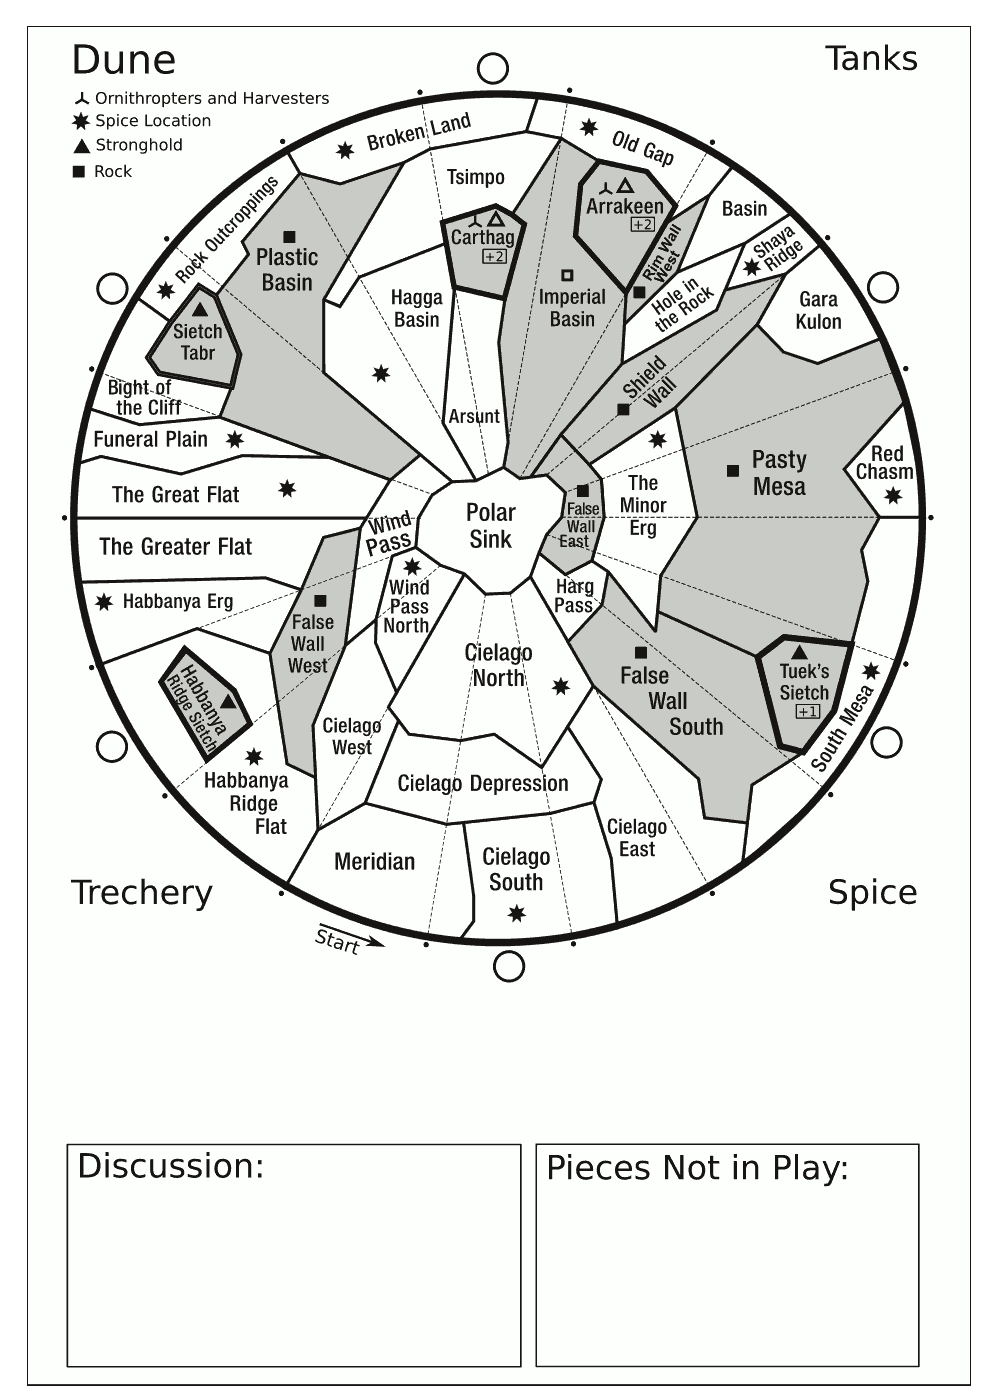 Dune
Tanks
Ornithropters and Harvesters
Spice Location
Stronghold
Rock
Broken Land
Old Gap
Tsimpo
Arrakeen
+2
Basin
Rock Outcroppings
Carthag
+2
Rim Wall
West
Shaya
Ridge
Plastic
Basin
Hagga
Basin
Imperial
Basin
Hole in
the Rock
Gara
Kulon
Sietch
Tabr
Shield
Wall
Bight of
the Cliff
Arsunt
Funeral Plain
Red
Chasm
Pasty
Mesa
The Great Flat
The
Minor
Erg
False
Wall
East
Polar
Sink
Wind
Pass
The Greater Flat
Wind
Pass
North
Harg
Pass
Habbanya Erg
False
Wall
West
Cielago
North
False
Wall
South
Tuek's
Sietch
+1
Habbanya
Ridge Sietch
South Mesa
Cielago
West
Habbanya
Ridge
Flat
Cielago Depression
Cielago
East
Meridian
Cielago
South
Trechery
Spice
Start
Discussion:
Pieces Not in Play: